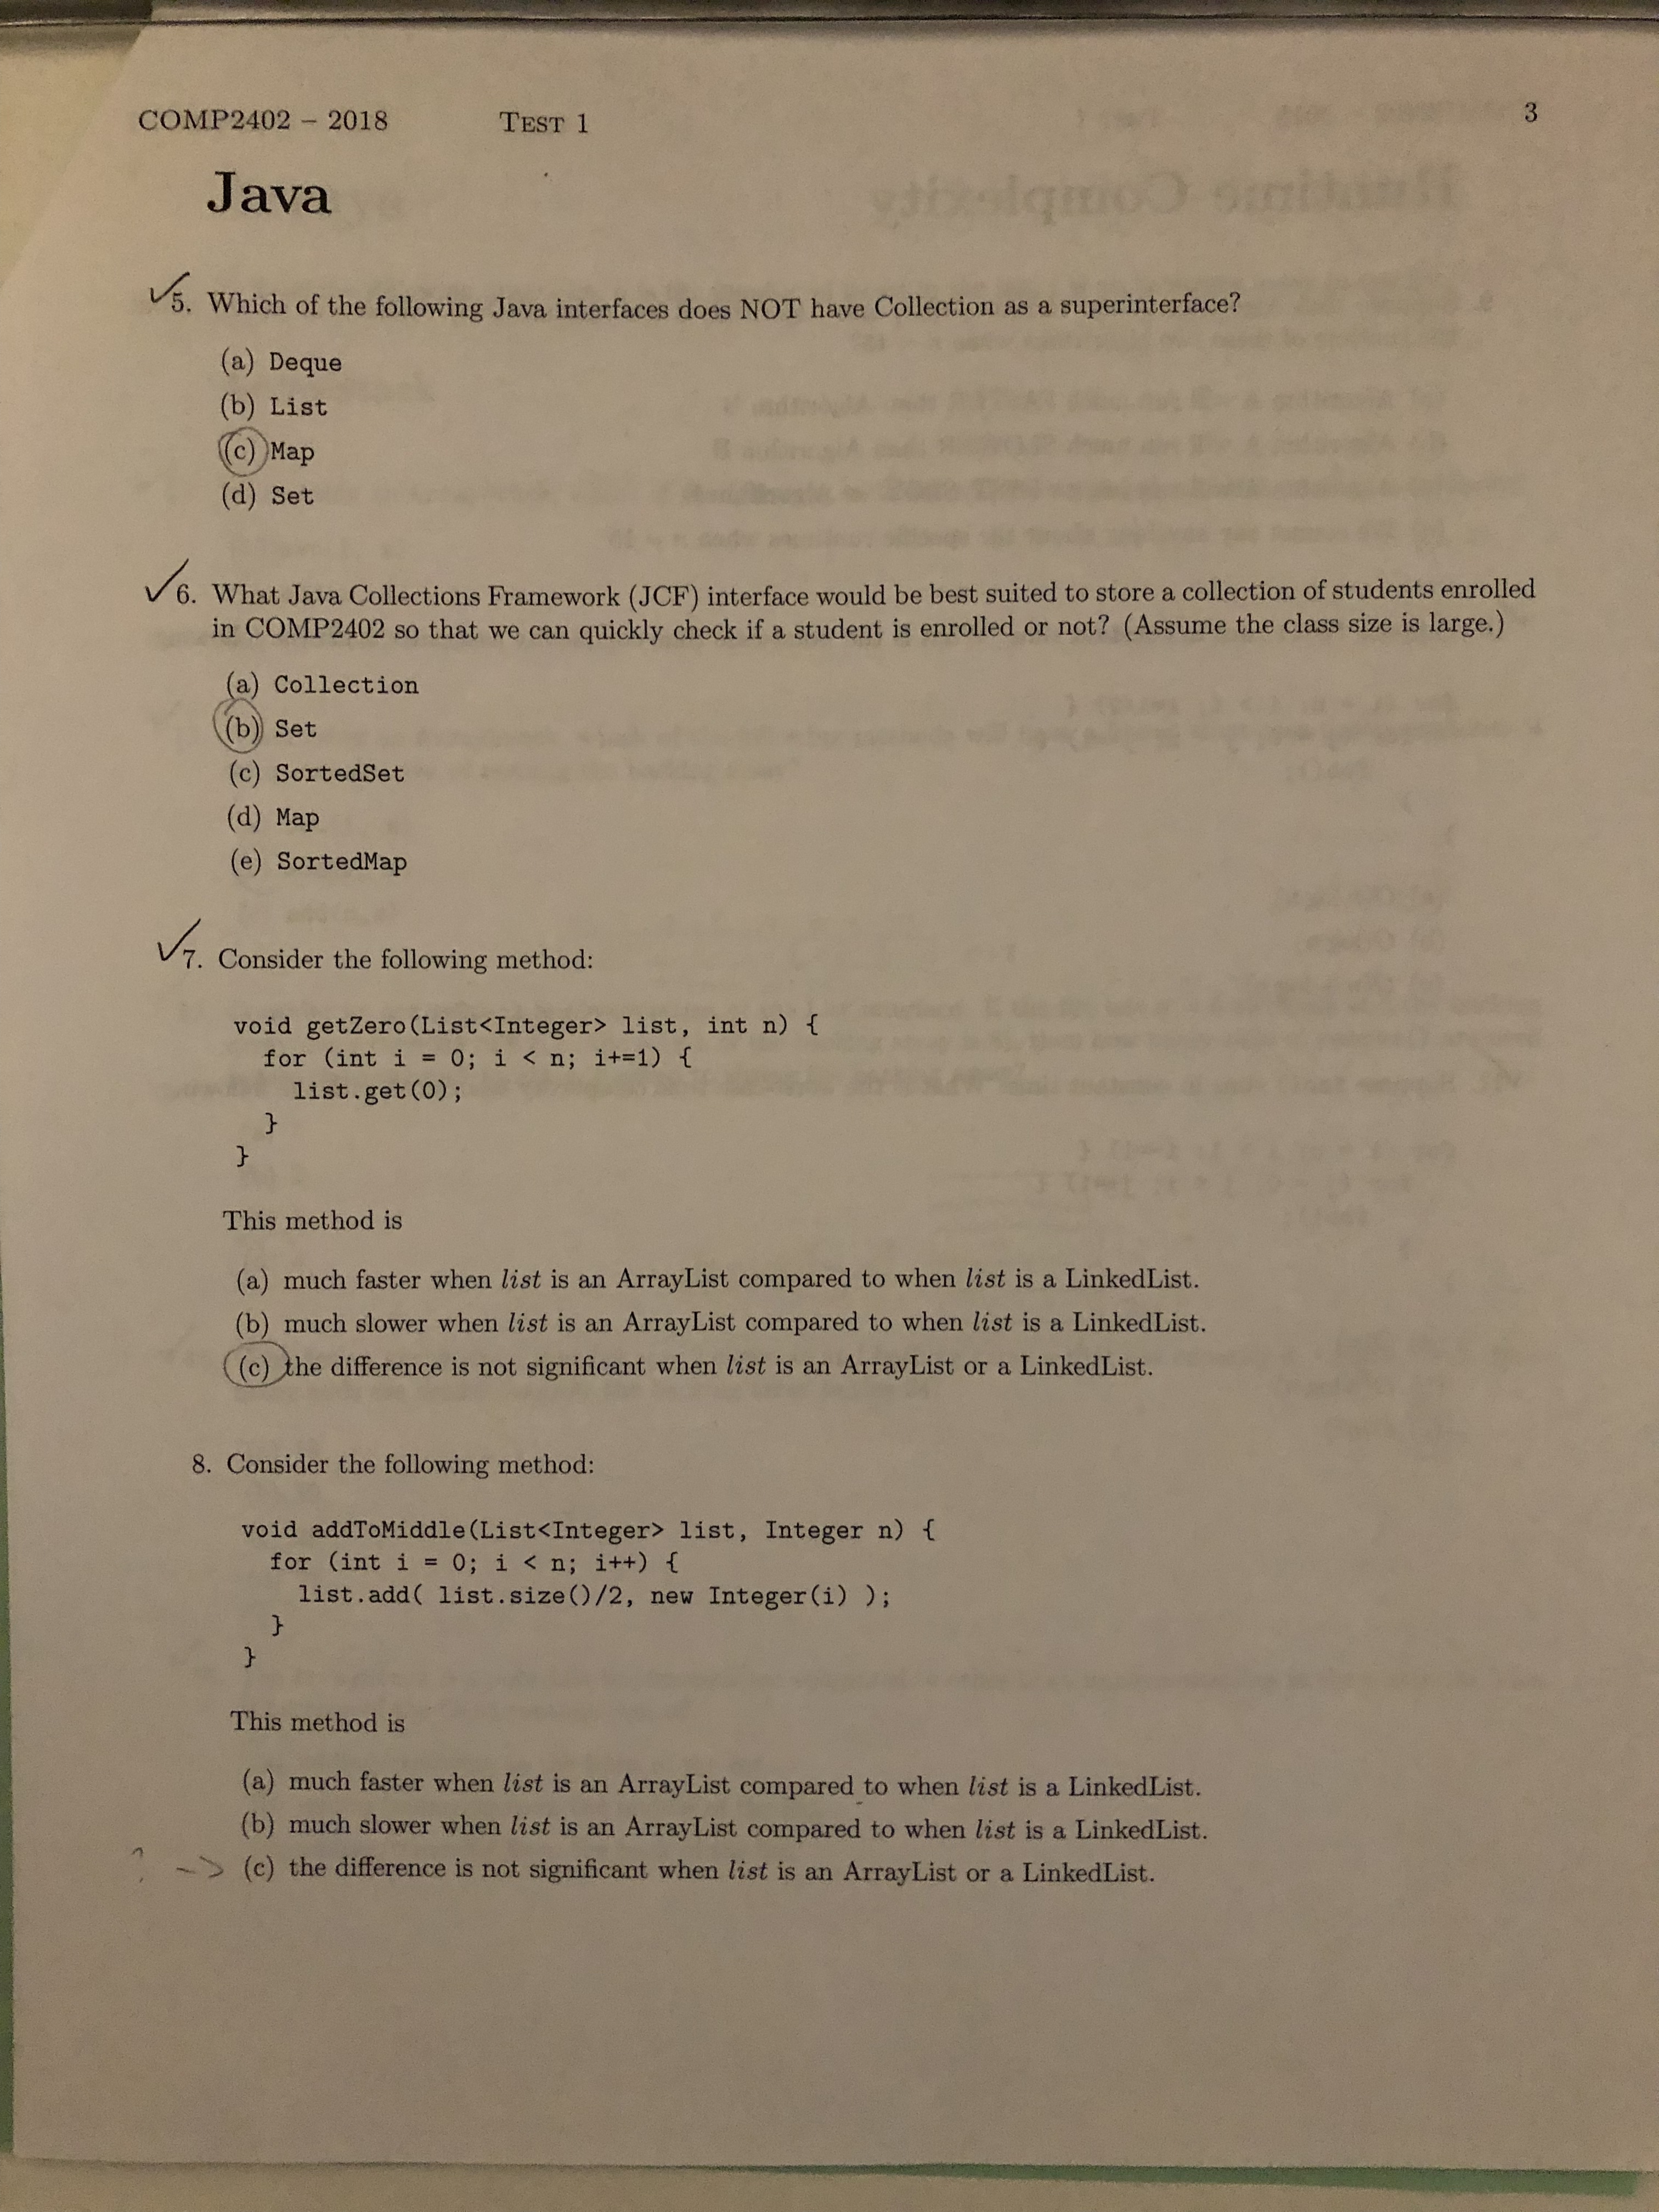 COMP2402 – 2018 TEST 1 3
Java
5. Which of the following Java interfaces does NOT have Collection as a superinterface?
(a) Deque
(b) List
(c) Map
(d) Set
6. What Java Collections Framework (JCF) interface would be best suited to store a collection of students enrolled
in COMP2402 so that we can quickly check if a student is enrolled or not? (Assume the class size is large.)
(a) Collection
(b) Set
(c) SortedSet
(d) Map
(e) SortedMap
7. Consider the following method:
void getZero(List<Integer> list, int n) {
for (int i = 0; i < n; i+=1) {
list.get(0);
}
}
This method is
(a) much faster when list is an ArrayList compared to when list is a LinkedList.
(b) much slower when list is an ArrayList compared to when list is a LinkedList.
(c) the difference is not significant when list is an ArrayList or a LinkedList.
8. Consider the following method:
void addToMiddle(List<Integer> list, Integer n) {
for (int i = 0; i < n; i++) {
list.add( list.size()/2, new Integer(i) );
}
}
This method is
(a) much faster when list is an ArrayList compared to when list is a LinkedList.
(b) much slower when list is an ArrayList compared to when list is a LinkedList.
? -> (c) the difference is not significant when list is an ArrayList or a LinkedList.